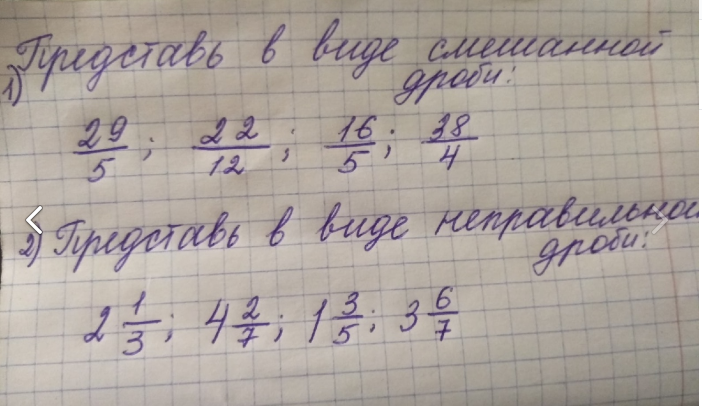 1) Представь в виде смешанной
дроби:
29/5; 22/12; 16/5; 38/4
2) Представь в виде неправильной
дроби:
2 1/3; 4 2/7; 1 3/5; 3 6/7